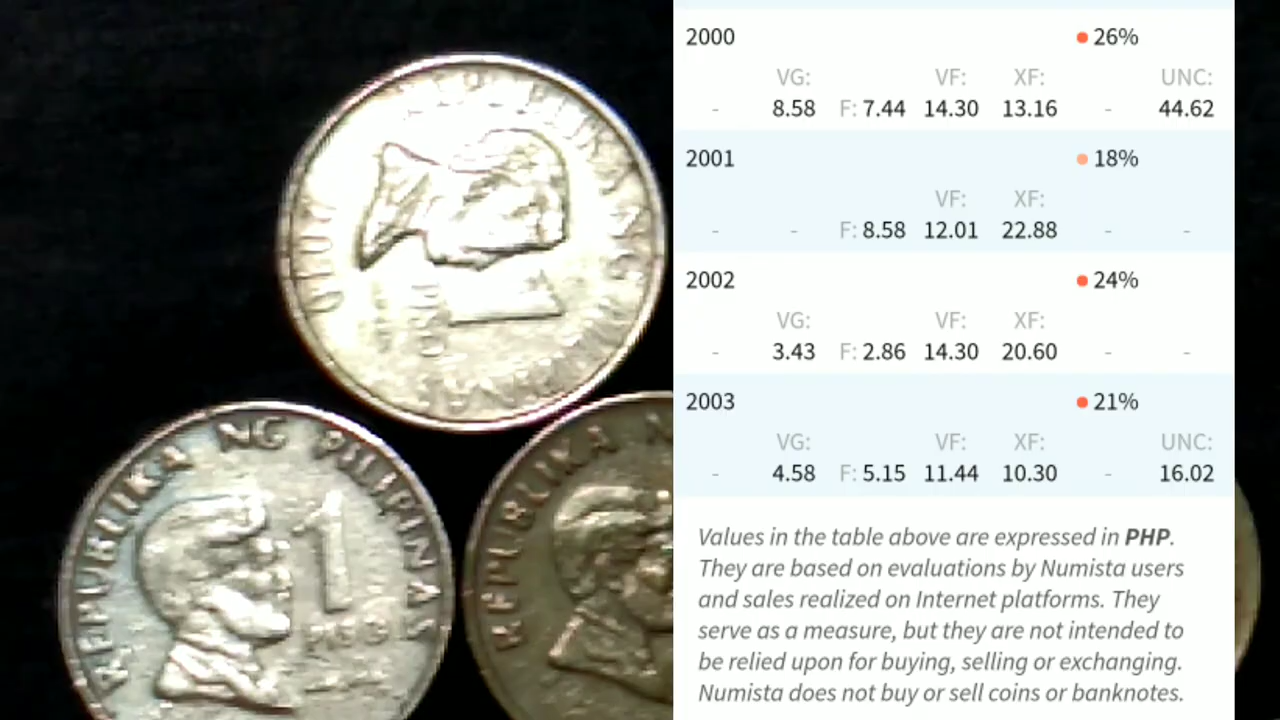 REPUBLIKA NG PILIPINAS
1
PISO
REPUBLIKA
2000 26%
VG: VF: XF: UNC:
- 8.58 F: 7.44 14.30 13.16 - 44.62
2001 18%
VF: XF:
- - F: 8.58 12.01 22.88 - -
2002 24%
VG: VF: XF:
- 3.43 F: 2.86 14.30 20.60 - -
2003 21%
VG: VF: XF: UNC:
- 4.58 F: 5.15 11.44 10.30 - 16.02
Values in the table above are expressed in PHP.
They are based on evaluations by Numista users
and sales realized on Internet platforms. They
serve as a measure, but they are not intended to
be relied upon for buying, selling or exchanging.
Numista does not buy or sell coins or banknotes.